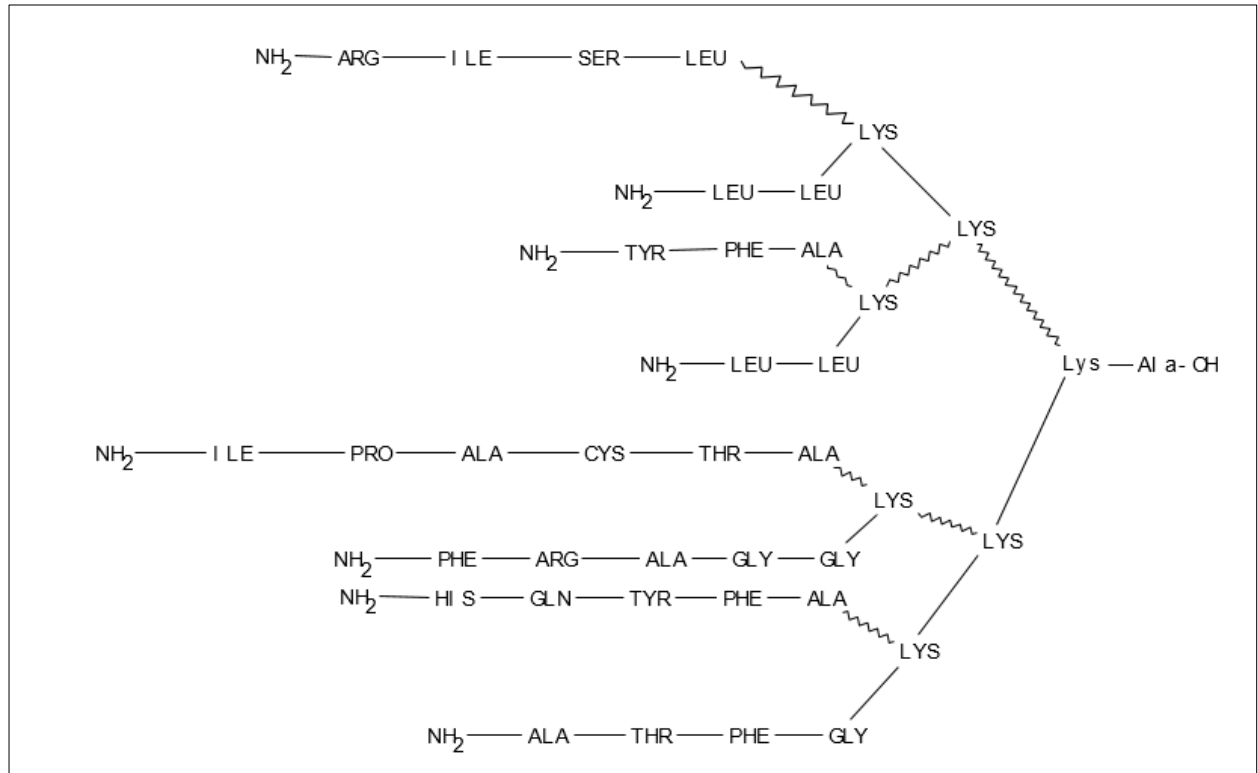 NH2 ARG ILE SER LEU
LYS
NH2 LEU LEU
LYS
NH2 TYR PHE ALA
LYS
NH2 LEU LEU
Lys Ala-OH
NH2 ILE PRO ALA CYS THR ALA
LYS
LYS
NH2 PHE ARG ALA GLY GLY
NH2 HIS GLN TYR PHE ALA
LYS
NH2 ALA THR PHE GLY